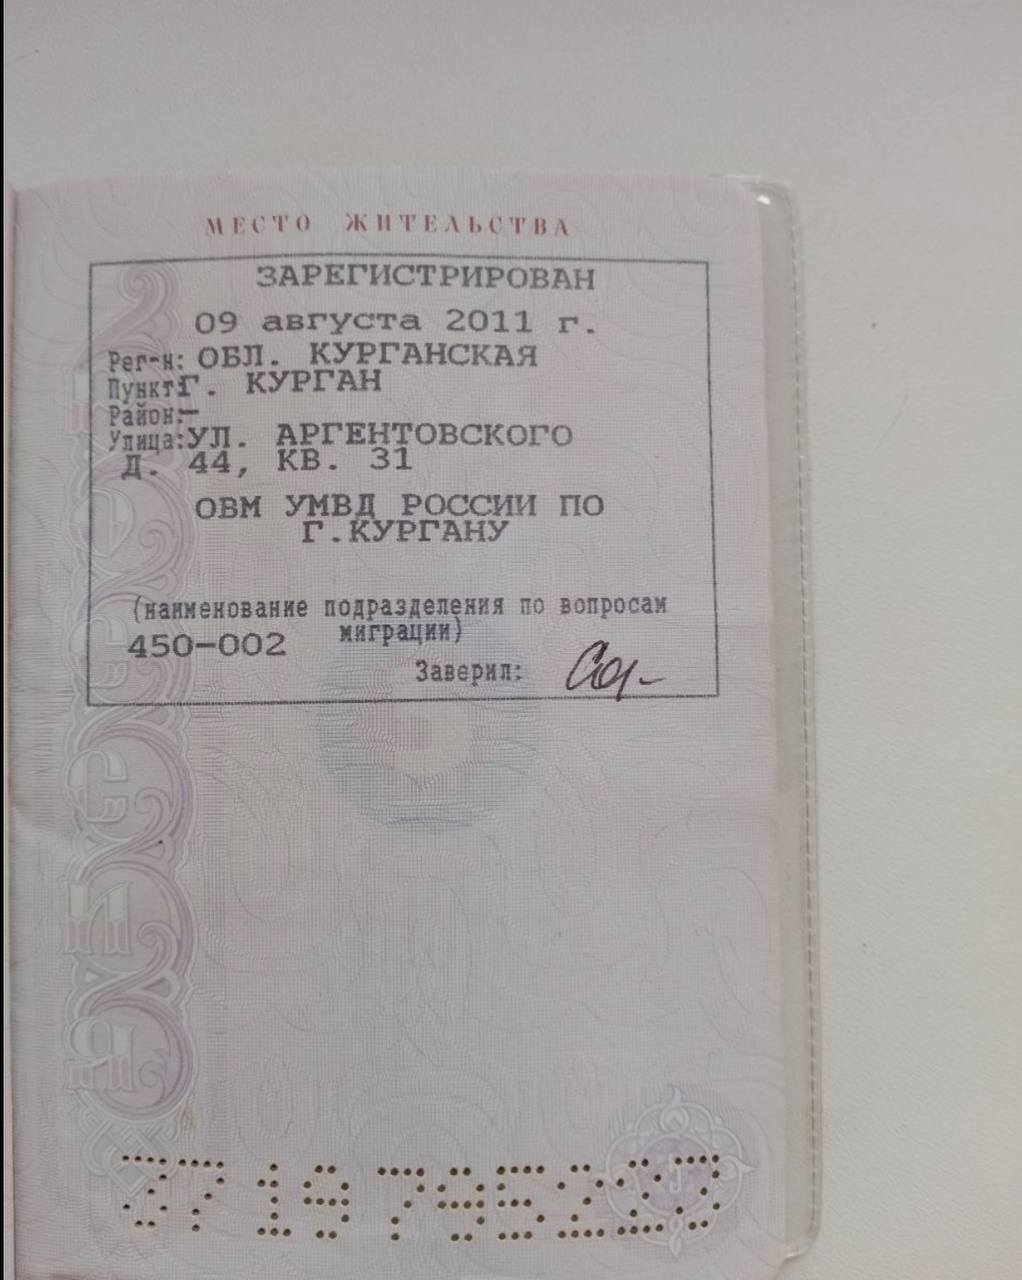 МЕСТО ЖИТЕЛЬСТВА
ЗАРЕГИСТРИРОВАН
09 августа 2011 г.
Рег-н: ОБЛ. КУРГАНСКАЯ
Пункт: Г. КУРГАН
Район: -
Улица: УЛ. АРГЕНТОВСКОГО
Д. 44, КВ. 31
ОВМ УМВД РОССИИ ПО
Г.КУРГАНУ
(наименование подразделения по вопросам
миграции)
450-002
Заверил: